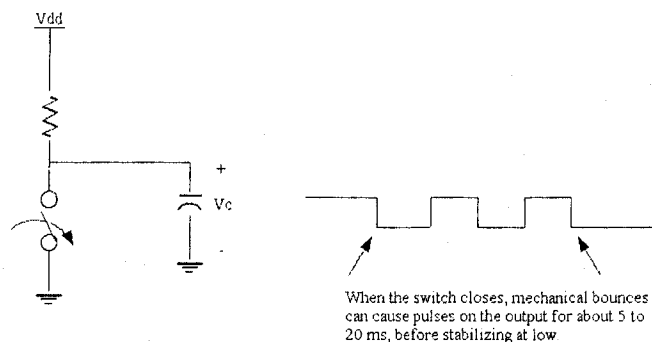 Vdd
+
Vc
-
When the switch closes, mechanical bounces
can cause pulses on the output for about 5 to
20 ms, before stabilizing at low